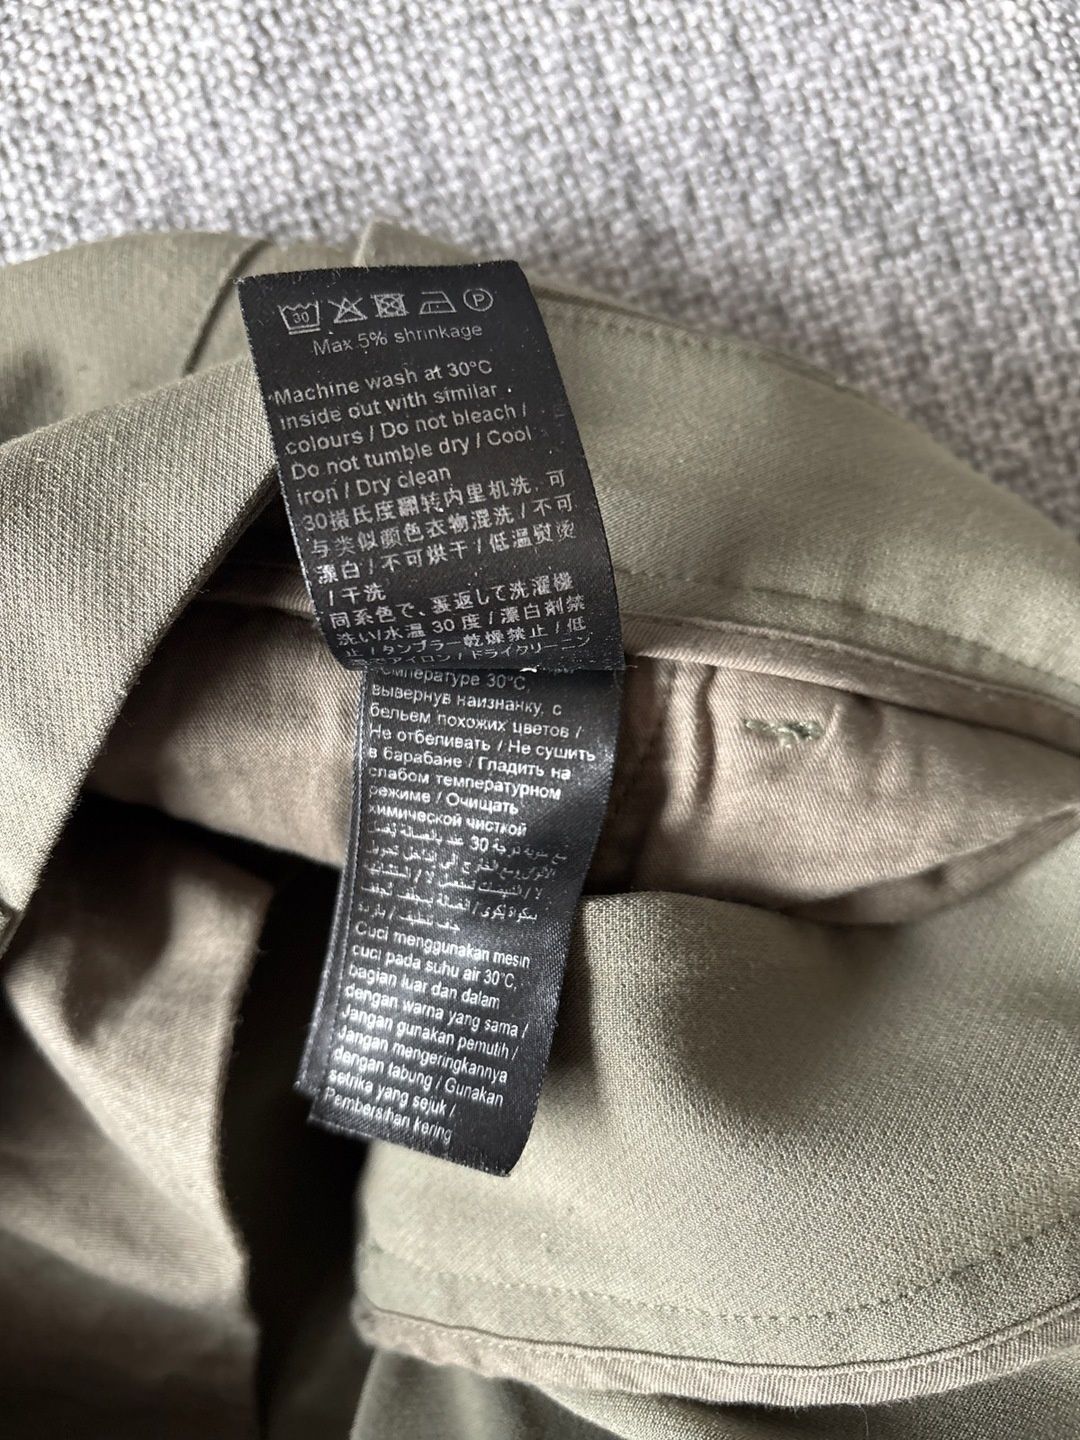 30 P
Max 5% shrinkage
Machine wash at 30°C
inside out with similar
colours / Do not bleach /
Do not tumble dry / Cool
iron / Dry clean
30摄氏度翻转内里机洗, 可
与类似颜色衣物混洗 / 不可
漂白 / 不可烘干 / 低温熨烫
/ 干洗
同系色で、裏返して洗濯機
洗い/水温 30 度 / 漂白剤禁
止 / タンブラー乾燥禁止 / 低
アイロン / ドライクリーニン
температуре 30°C,
вывернув наизнанку, с
бельем похожих цветов /
Не отбеливать / Не сушить
в барабане / Гладить на
слабом температурном
режиме / Очищать
химической чисткой
30
Cuci menggunakan mesin
cuci pada suhu air 30°C,
bagian luar dan dalam
dengan warna yang sama /
Jangan gunakan pemutih /
Jangan mengeringkannya
dengan tabung / Gunakan
setrika yang sejuk /
Pembersihan kering